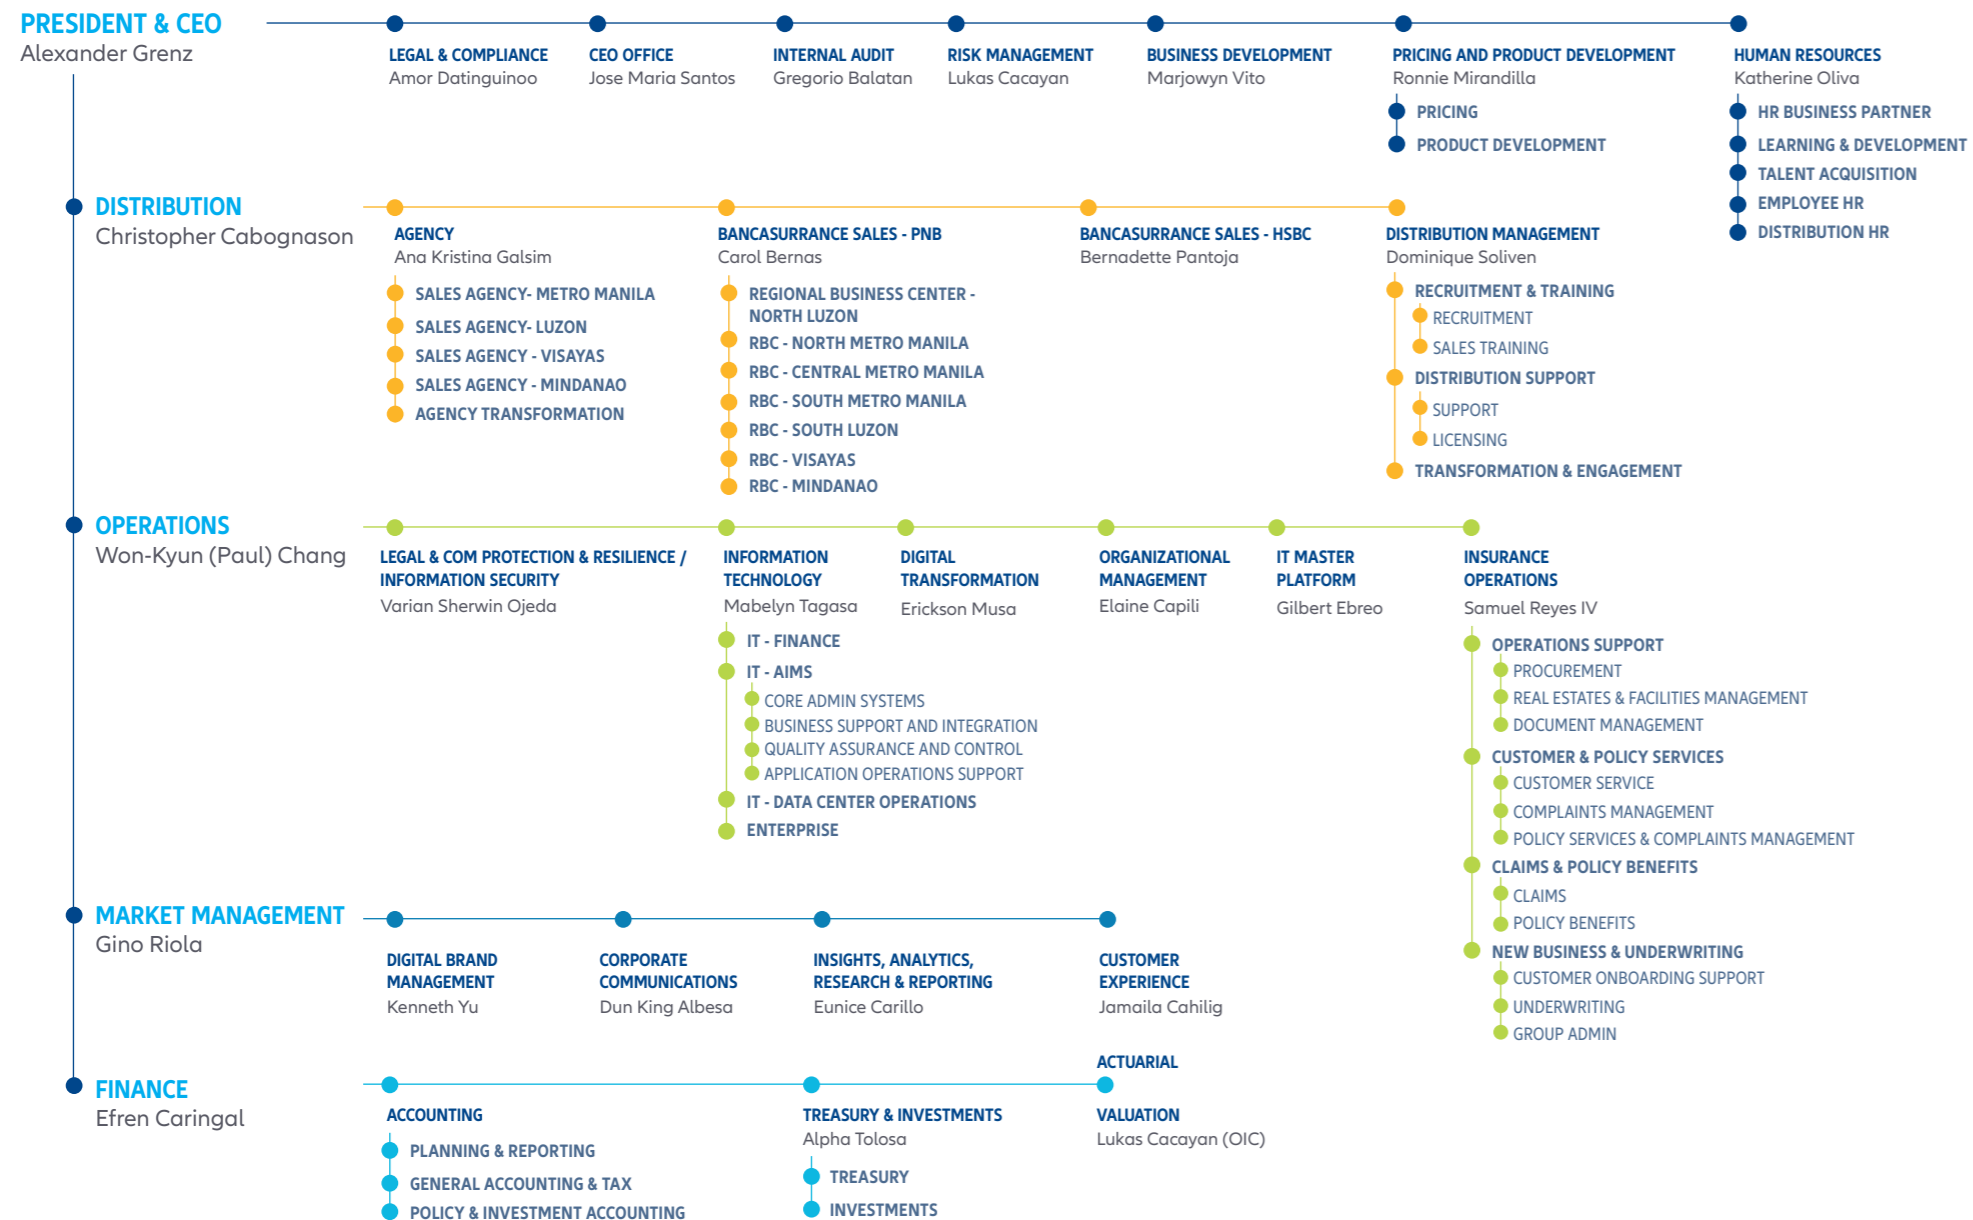 PRESIDENT & CEO
Alexander Grenz
LEGAL & COMPLIANCE
Amor Datinguinoo
CEO OFFICE
Jose Maria Santos
INTERNAL AUDIT
Gregorio Balatan
RISK MANAGEMENT
Lukas Cacayan
BUSINESS DEVELOPMENT
Marjowyn Vito
PRICING AND PRODUCT DEVELOPMENT
Ronnie Mirandilla
PRICING
PRODUCT DEVELOPMENT
HUMAN RESOURCES
Katherine Oliva
HR BUSINESS PARTNER
LEARNING & DEVELOPMENT
TALENT ACQUISITION
EMPLOYEE HR
DISTRIBUTION HR
DISTRIBUTION
Christopher Cabognason
AGENCY
Ana Kristina Galsim
SALES AGENCY- METRO MANILA
SALES AGENCY- LUZON
SALES AGENCY - VISAYAS
SALES AGENCY - MINDANAO
AGENCY TRANSFORMATION
BANCASURRANCE SALES - PNB
Carol Bernas
REGIONAL BUSINESS CENTER -
NORTH LUZON
RBC - NORTH METRO MANILA
RBC - CENTRAL METRO MANILA
RBC - SOUTH METRO MANILA
RBC - SOUTH LUZON
RBC - VISAYAS
RBC - MINDANAO
BANCASURRANCE SALES - HSBC
Bernadette Pantoja
DISTRIBUTION MANAGEMENT
Dominique Soliven
RECRUITMENT & TRAINING
RECRUITMENT
SALES TRAINING
DISTRIBUTION SUPPORT
SUPPORT
LICENSING
TRANSFORMATION & ENGAGEMENT
OPERATIONS
Won-Kyun (Paul) Chang
LEGAL & COM PROTECTION & RESILIENCE /
INFORMATION SECURITY
Varian Sherwin Ojeda
INFORMATION
TECHNOLOGY
Mabelyn Tagasa
IT - FINANCE
IT - AIMS
CORE ADMIN SYSTEMS
BUSINESS SUPPORT AND INTEGRATION
QUALITY ASSURANCE AND CONTROL
APPLICATION OPERATIONS SUPPORT
IT - DATA CENTER OPERATIONS
ENTERPRISE
DIGITAL
TRANSFORMATION
Erickson Musa
ORGANIZATIONAL
MANAGEMENT
Elaine Capili
IT MASTER
PLATFORM
Gilbert Ebreo
INSURANCE
OPERATIONS
Samuel Reyes IV
OPERATIONS SUPPORT
PROCUREMENT
REAL ESTATES & FACILITIES MANAGEMENT
DOCUMENT MANAGEMENT
CUSTOMER & POLICY SERVICES
CUSTOMER SERVICE
COMPLAINTS MANAGEMENT
POLICY SERVICES & COMPLAINTS MANAGEMENT
CLAIMS & POLICY BENEFITS
CLAIMS
POLICY BENEFITS
NEW BUSINESS & UNDERWRITING
CUSTOMER ONBOARDING SUPPORT
UNDERWRITING
GROUP ADMIN
MARKET MANAGEMENT
Gino Riola
DIGITAL BRAND
MANAGEMENT
Kenneth Yu
CORPORATE
COMMUNICATIONS
Dun King Albesa
INSIGHTS, ANALYTICS,
RESEARCH & REPORTING
Eunice Carillo
CUSTOMER
EXPERIENCE
Jamaila Cahilig
FINANCE
Efren Caringal
ACCOUNTING
PLANNING & REPORTING
GENERAL ACCOUNTING & TAX
POLICY & INVESTMENT ACCOUNTING
TREASURY & INVESTMENTS
Alpha Tolosa
TREASURY
INVESTMENTS
ACTUARIAL
VALUATION
Lukas Cacayan (OIC)